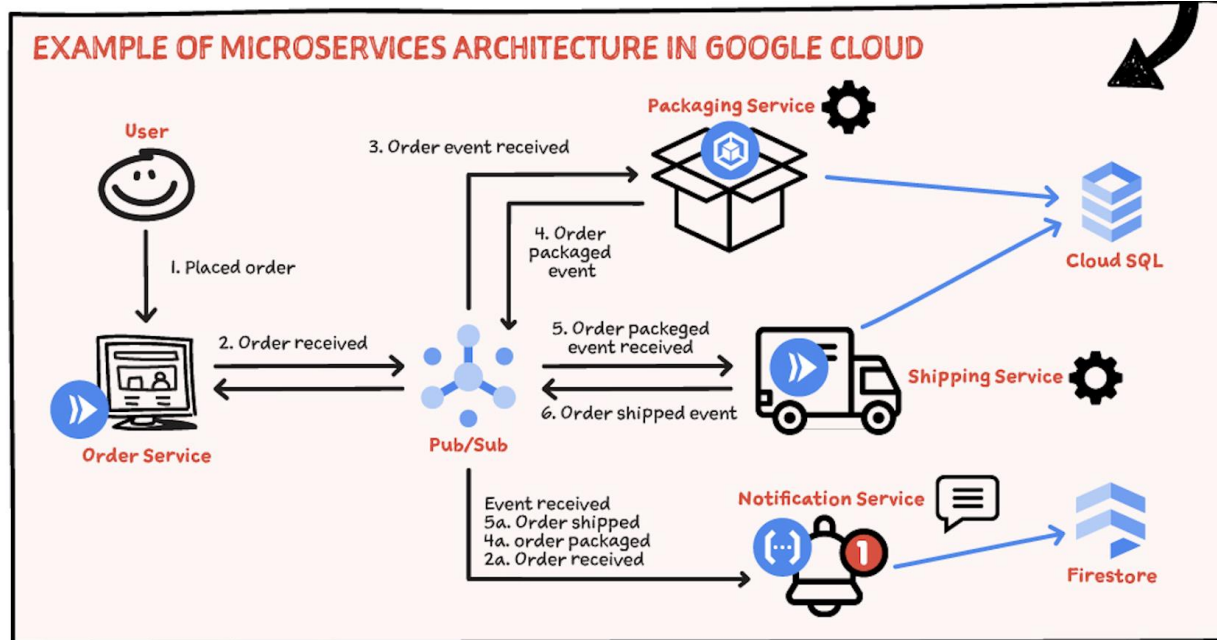 EXAMPLE OF MICROSERVICES ARCHITECTURE IN GOOGLE CLOUD
Packaging Service
User
3. Order event received
4. Order
packaged
event
Cloud SQL
1. Placed order
2. Order received
5. Order packeged
event received
Shipping Service
6. Order shipped event
Pub/Sub
Order Service
Event received
5a. Order shipped
4a. order packaged
2a. Order received
Notification Service
1
Firestore